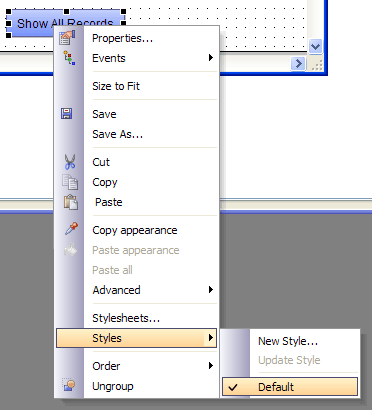 Show All Records
Properties...
Events
Size to Fit
Save
Save As...
Cut
Copy
Paste
Copy appearance
Paste appearance
Paste all
Advanced
Stylesheets...
Styles
New Style...
Update Style
Default
Order
Ungroup